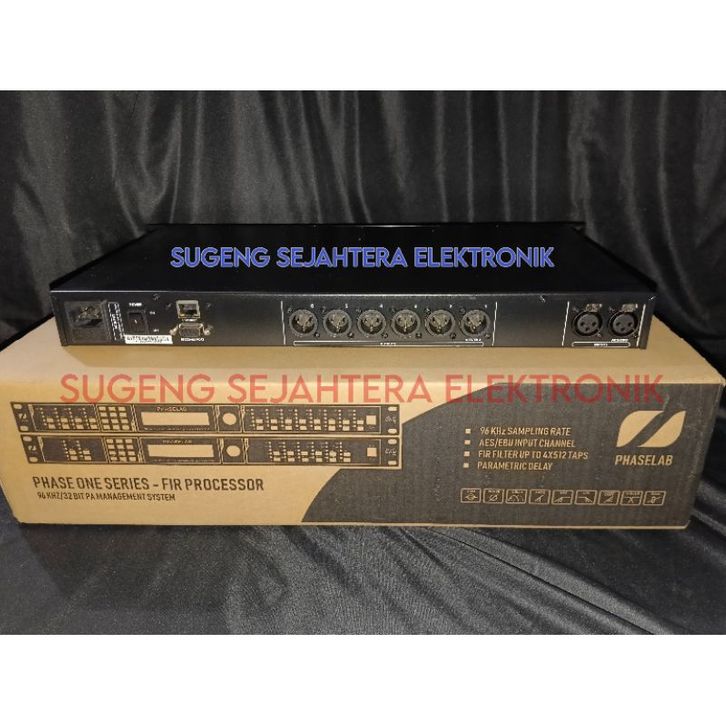 SUGENG SEJAHTERA ELEKTRONIK
SUGENG SEJAHTERA ELEKTRONIK
PHASELAB
96 KHz SAMPLING RATE
AES/EBU INPUT CHANNEL
FIR FILTER UP TO 4X512 TAPS
PARAMETRIC DELAY
PHASELAB
PHASE ONE SERIES - FIR PROCESSOR
96 KHZ/32 BIT PA MANAGEMENT SYSTEM